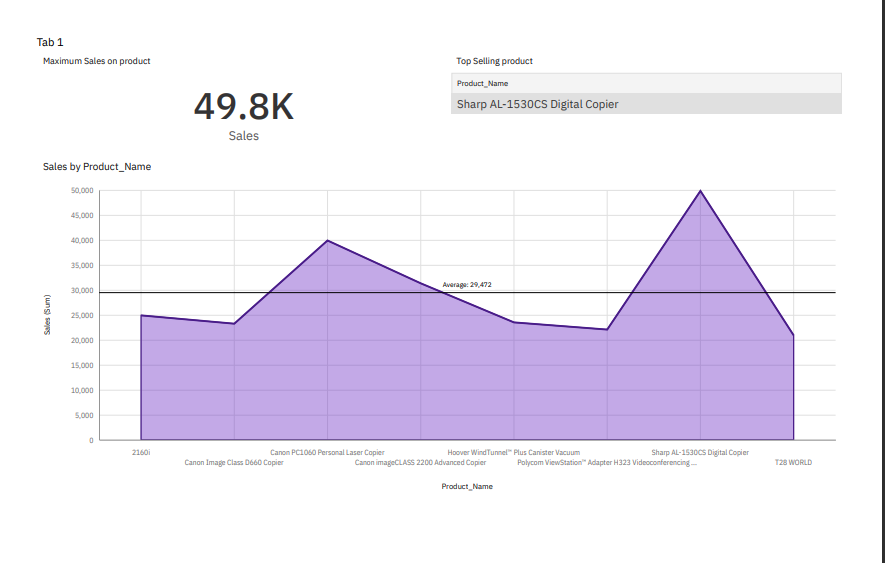 Tab 1
Maximum Sales on product
Top Selling product
49.8K
Sales
Product_Name
Sharp AL-1530CS Digital Copier
Sales by Product_Name
50,000
45,000
40,000
35,000
30,000
25,000
20,000
15,000
10,000
5,000
0
Sales (Sum)
Average: 29,472
2160i
Canon PC1060 Personal Laser Copier
Hoover WindTunnel™ Plus Canister Vacuum
Sharp AL-1530CS Digital Copier
Canon Image Class D660 Copier
Canon imageCLASS 2200 Advanced Copier
Polycom ViewStation™ Adapter H323 Videoconferencing ...
T28 WORLD
Product_Name